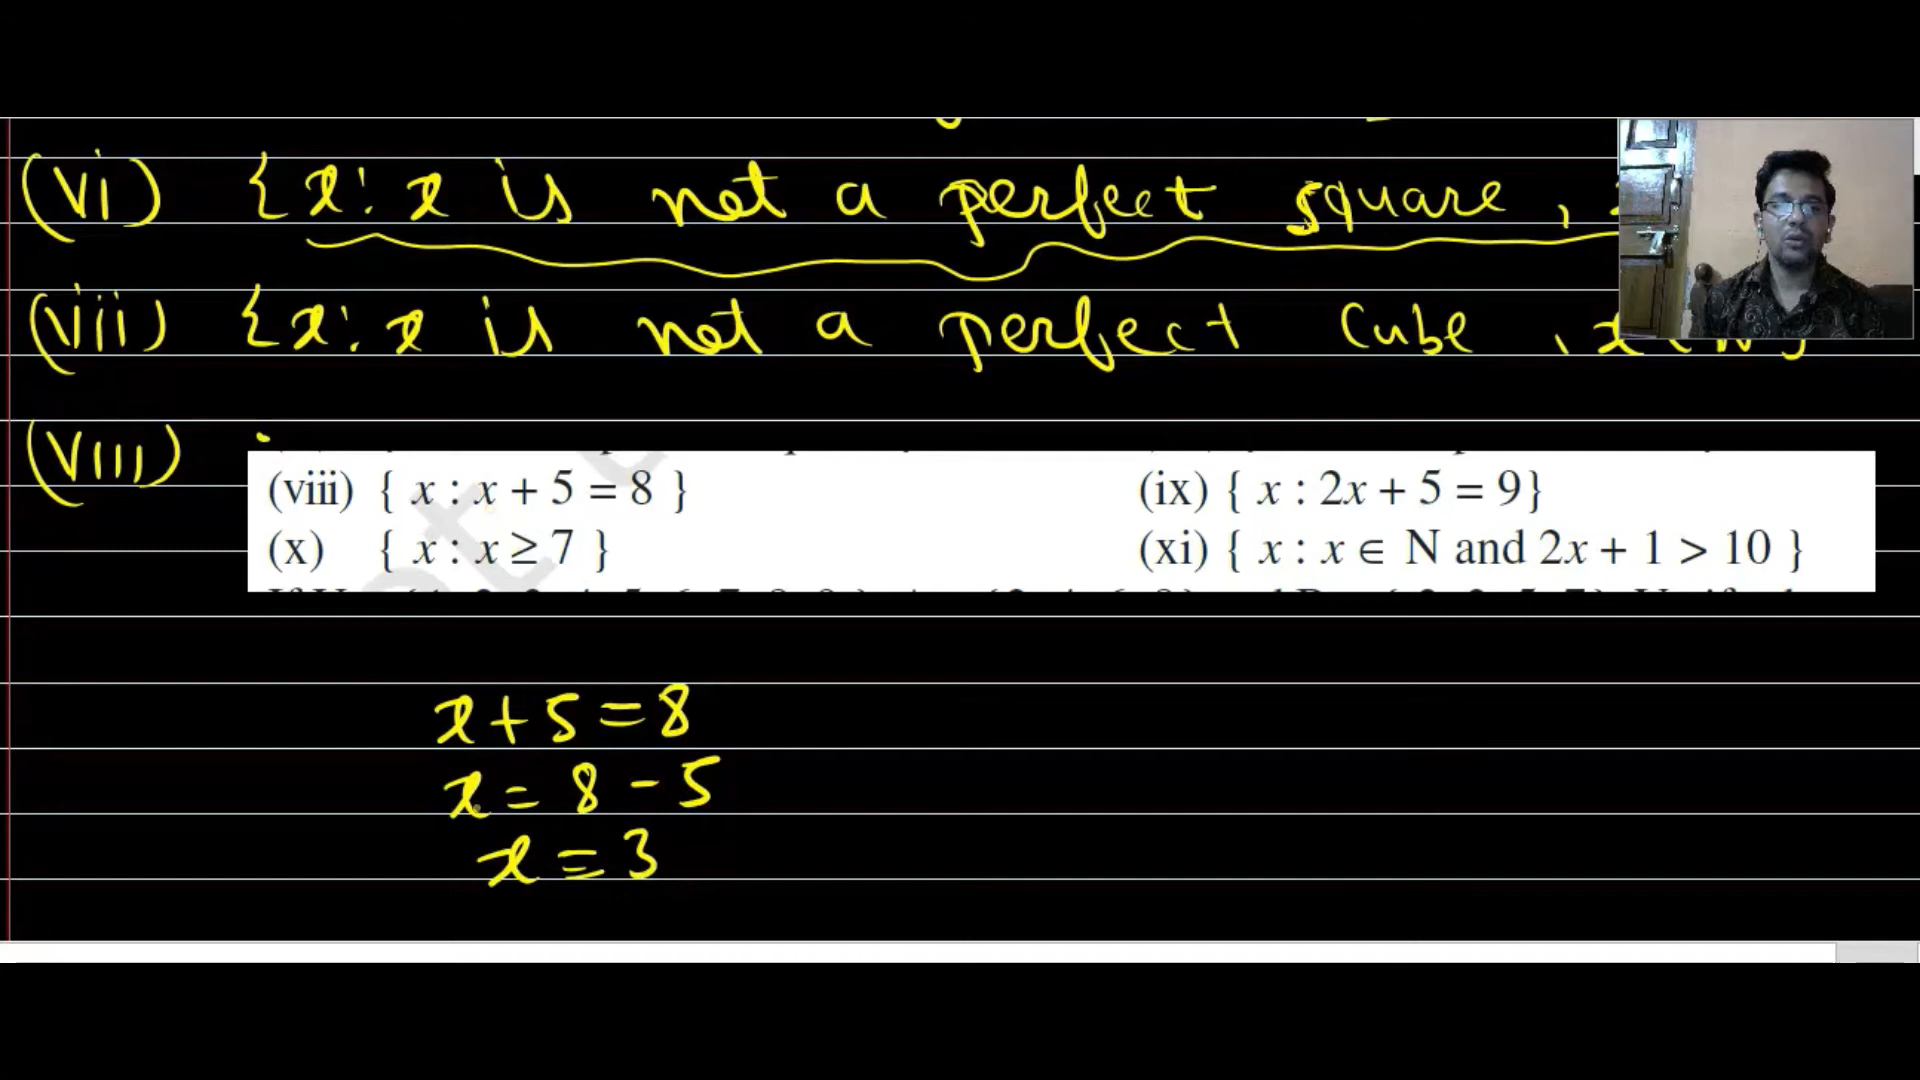 (vi) {x: x is not a perfect square,
(vii) {x: x is not a perfect cube, x
(viii)
(viii) { x : x + 5 = 8 } (ix) { x : 2x + 5 = 9}
(x) { x : x ≥ 7 } (xi) { x : x ∈ N and 2x + 1 > 10 }
x + 5 = 8
x = 8 - 5
x = 3